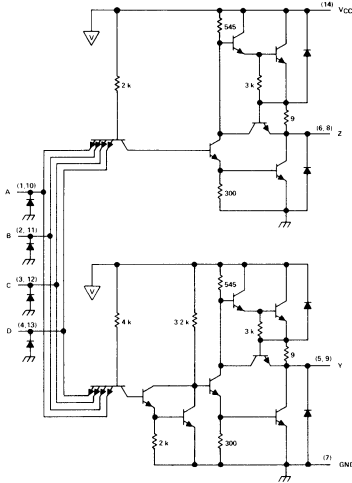 (14) VCC
V
545
2 k
3 k
9
(6, 8) Z
300
A (1, 10)
B (2, 11)
C (3, 12)
D (4, 13)
V
545
4 k
3 2 k
3 k
9
(5, 9) Y
2 k
300
(7)
GND